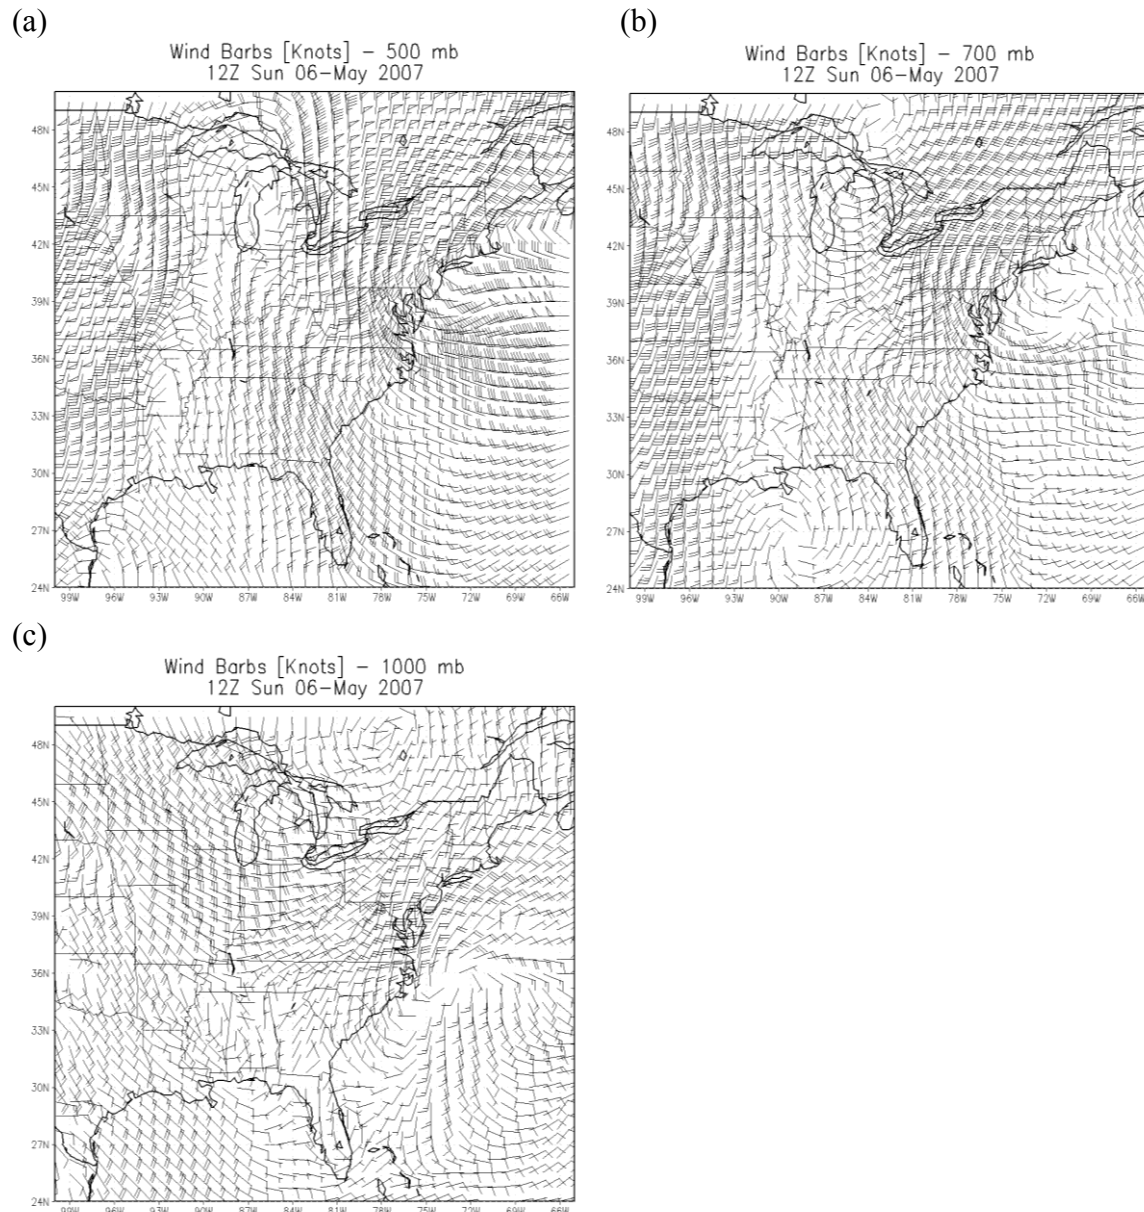 (a)
Wind Barbs [Knots] – 500 mb
12Z Sun 06–May 2007
48N
45N
42N
39N
36N
33N
30N
27N
24N
99W 96W 93W 90W 87W 84W 81W 78W 75W 72W 69W 66W
(b)
Wind Barbs [Knots] – 700 mb
12Z Sun 06–May 2007
48N
45N
42N
39N
36N
33N
30N
27N
24N
99W 96W 93W 90W 87W 84W 81W 78W 75W 72W 69W 66W
(c)
Wind Barbs [Knots] – 1000 mb
12Z Sun 06–May 2007
48N
45N
42N
39N
36N
33N
30N
27N
24N
99W 96W 93W 90W 87W 84W 81W 78W 75W 72W 69W 66W